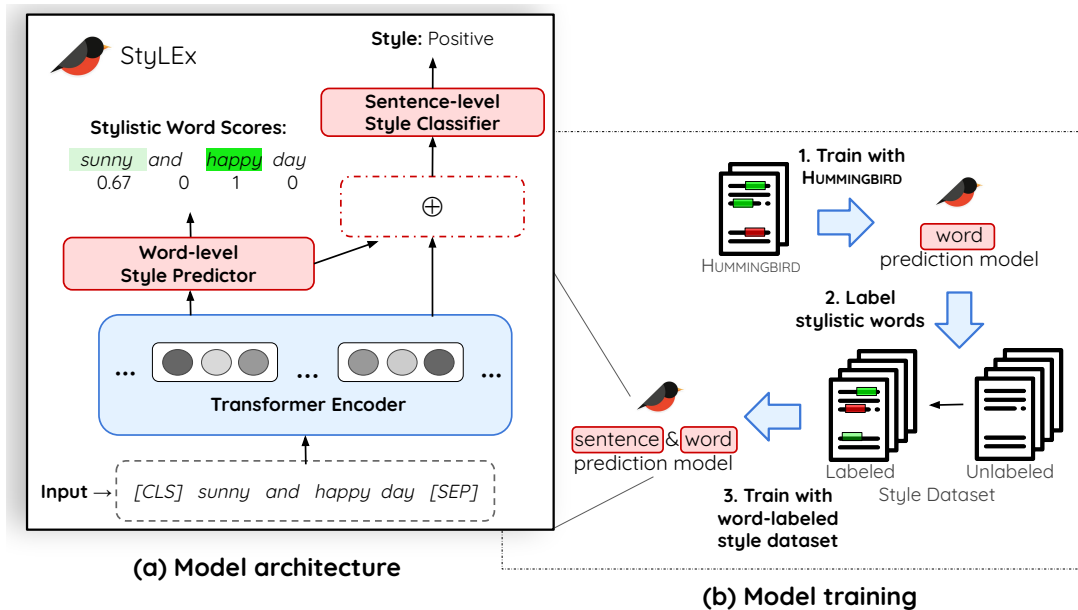 StyLEx
Style: Positive
Sentence-level
Style Classifier
Stylistic Word Scores:
sunny and happy day
0.67 0 1 0
⊕
Word-level
Style Predictor
... ... ...
Transformer Encoder
Input → [CLS] sunny and happy day [SEP]
(a) Model architecture
1. Train with
HUMMINGBIRD
HUMMINGBIRD
word
prediction model
2. Label
stylistic words
Labeled Unlabeled
Style Dataset
sentence & word
prediction model
3. Train with
word-labeled
style dataset
(b) Model training